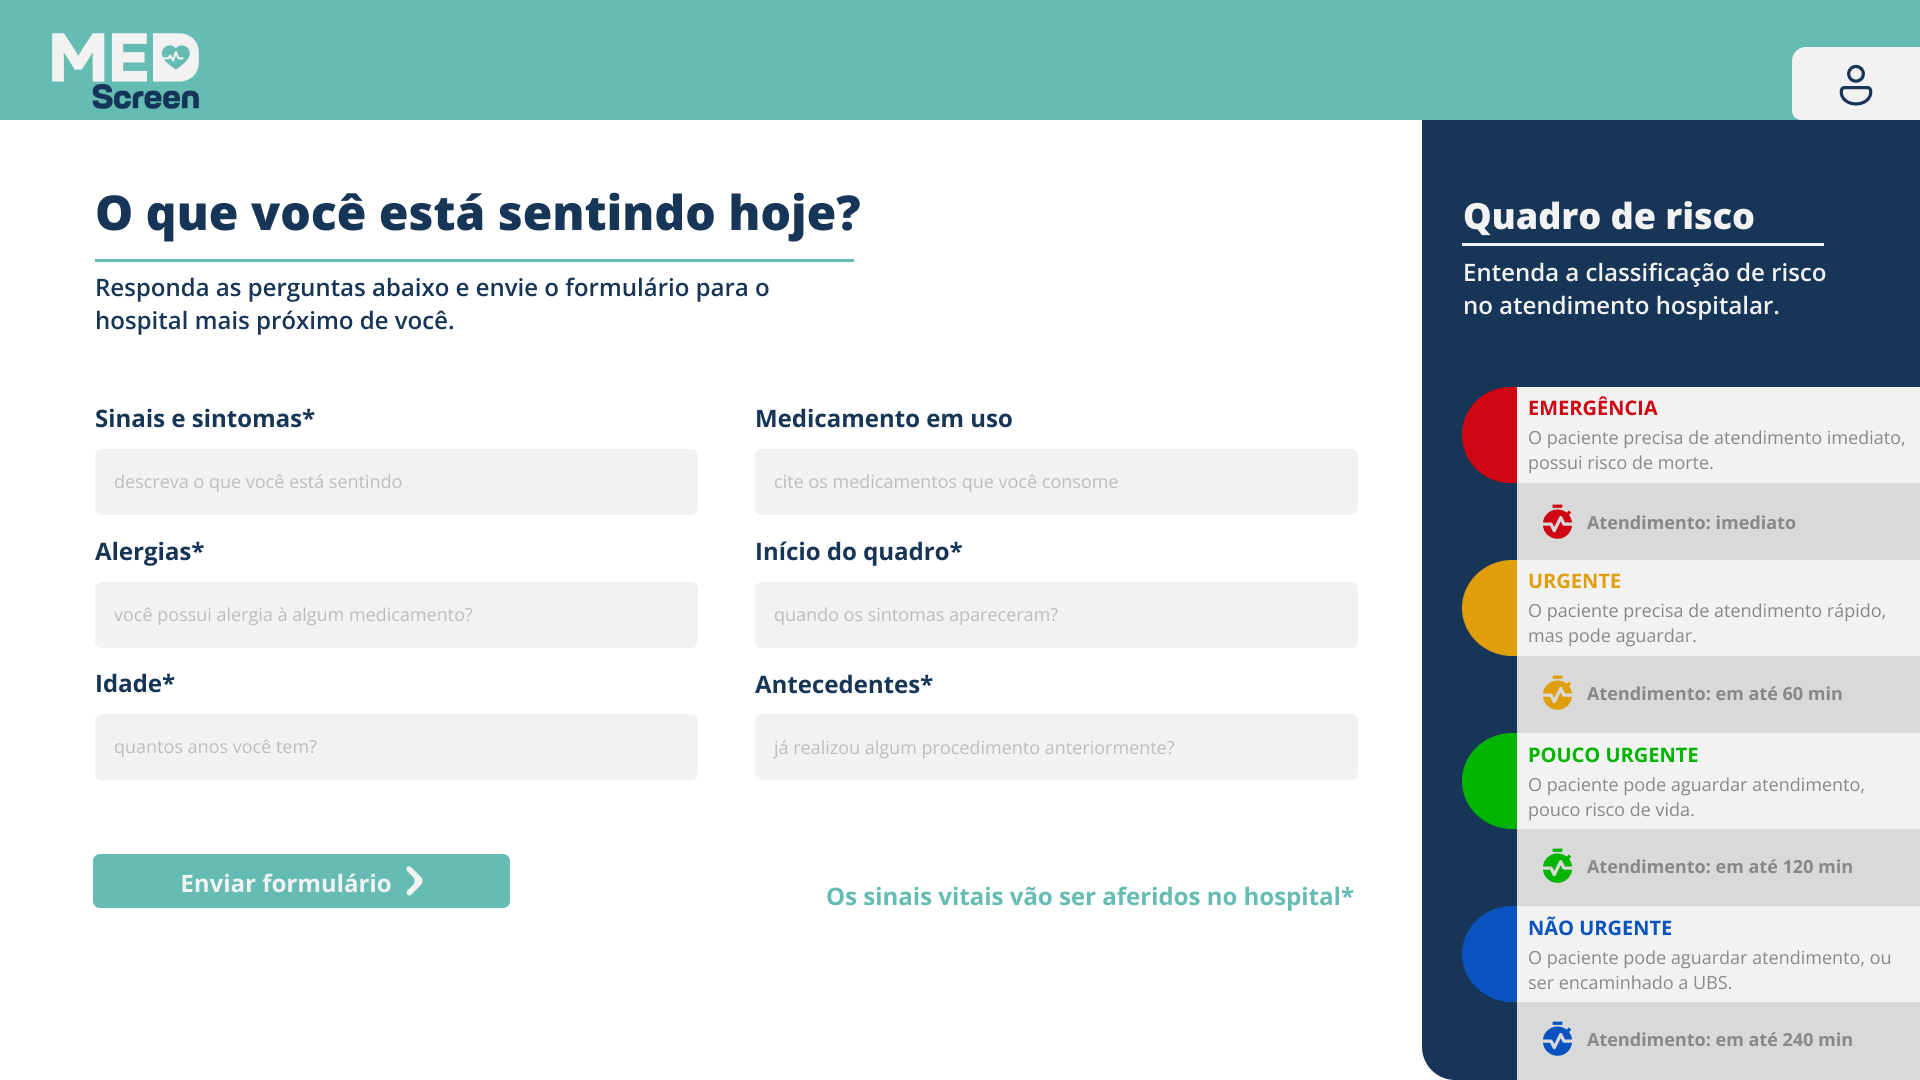 MED
Screen
O que você está sentindo hoje?
Responda as perguntas abaixo e envie o formulário para o
hospital mais próximo de você.
Sinais e sintomas*
descreva o que você está sentindo
Medicamento em uso
cite os medicamentos que você consome
Alergias*
você possui alergia à algum medicamento?
Início do quadro*
quando os sintomas apareceram?
Idade*
quantos anos você tem?
Antecedentes*
já realizou algum procedimento anteriormente?
Enviar formulário
Os sinais vitais vão ser aferidos no hospital*
Quadro de risco
Entenda a classificação de risco
no atendimento hospitalar.
EMERGÊNCIA
O paciente precisa de atendimento imediato,
possui risco de morte.
Atendimento: imediato
URGENTE
O paciente precisa de atendimento rápido,
mas pode aguardar.
Atendimento: em até 60 min
POUCO URGENTE
O paciente pode aguardar atendimento,
pouco risco de vida.
Atendimento: em até 120 min
NÃO URGENTE
O paciente pode aguardar atendimento, ou
ser encaminhado a UBS.
Atendimento: em até 240 min